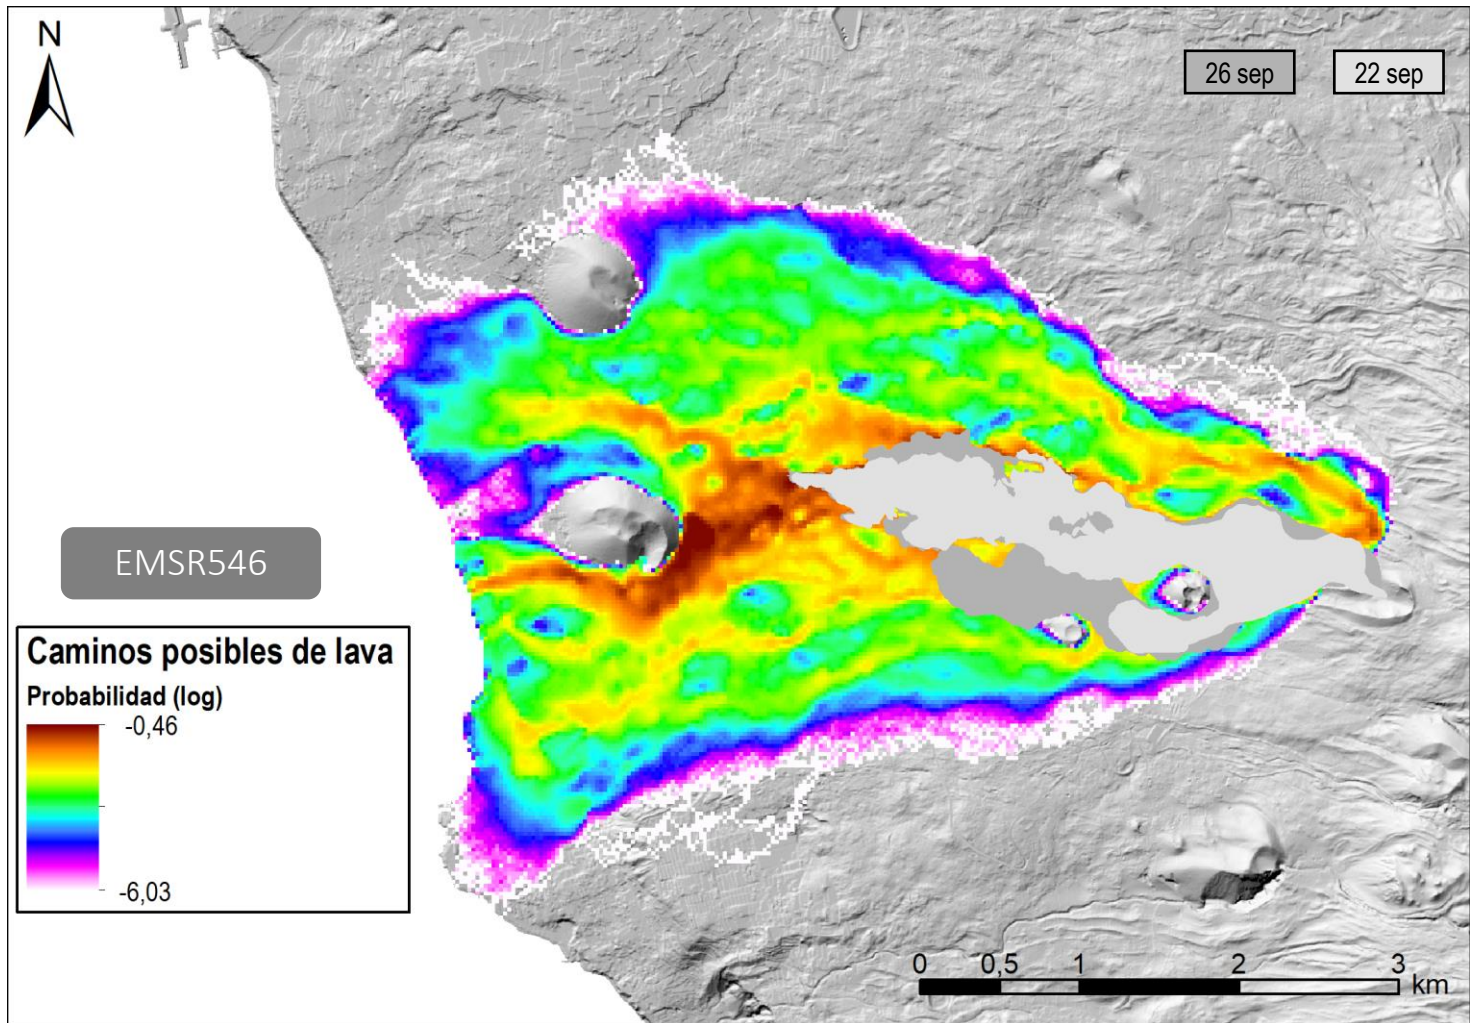 N
26 sep
22 sep
EMSR546
Caminos posibles de lava
Probabilidad (log)
-0,46
-6,03
0 0,5 1 2 3
km